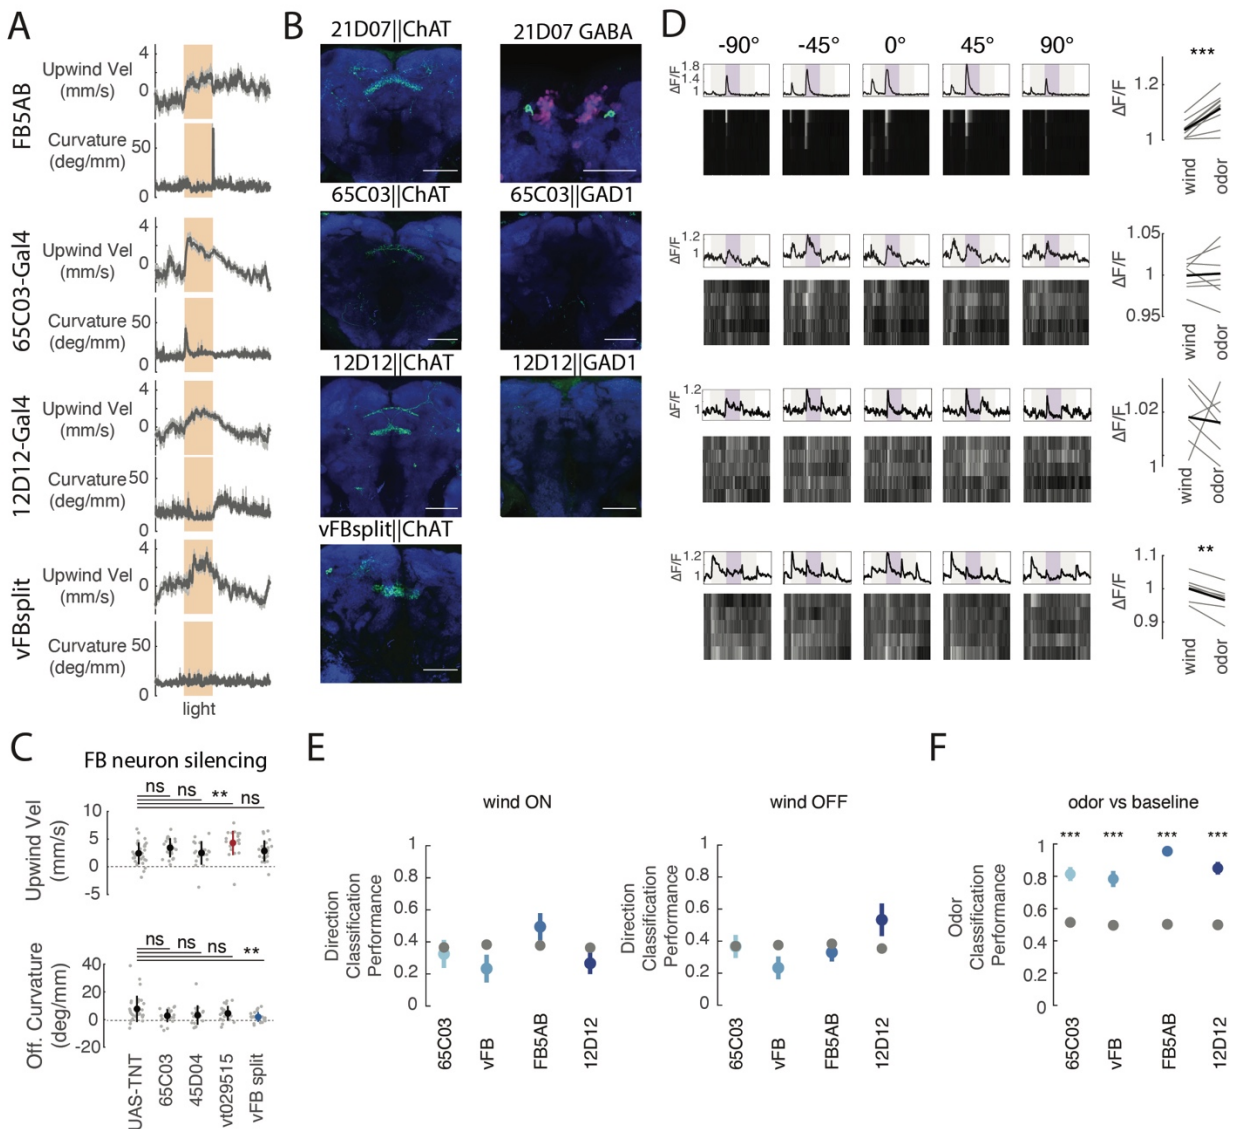 A
FB5AB
Upwind Vel
(mm/s)
4
0
Curvature
(deg/mm)
50
0
65C03-Gal4
Upwind Vel
(mm/s)
4
0
Curvature
(deg/mm)
50
0
12D12-Gal4
Upwind Vel
(mm/s)
4
0
Curvature
(deg/mm)
50
0
vFBsplit
Upwind Vel
(mm/s)
4
0
Curvature
(deg/mm)
50
0
light
B
21D07||ChAT
21D07 GABA
65C03||ChAT
65C03||GAD1
12D12||ChAT
12D12||GAD1
vFBsplit||ChAT
D
-90° -45° 0° 45° 90°
ΔF/F
1.8
1.4
1
ΔF/F
1.2
1
***
wind
odor
ΔF/F
1.2
1
ΔF/F
1.05
1
0.95
wind
odor
ΔF/F
1.2
1
ΔF/F
1.02
1
wind
odor
ΔF/F
1.2
1
ΔF/F
1.1
1
0.9
**
wind
odor
C
FB neuron silencing
ns ns ** ns
Upwind Vel
(mm/s)
10
5
0
-5
ns ns ns **
Off. Curvature
(deg/mm)
40
20
0
-20
UAS-TNT
65C03
45D04
vt029515
vFB split
E
wind ON
Direction
Classification
Performance
1
0.8
0.6
0.4
0.2
0
65C03
vFB
FB5AB
12D12
wind OFF
Direction
Classification
Performance
1
0.8
0.6
0.4
0.2
0
65C03
vFB
FB5AB
12D12
F
odor vs baseline
*** *** *** ***
Odor
Classification
Performance
1
0.8
0.6
0.4
0.2
0
65C03
vFB
FB5AB
12D12